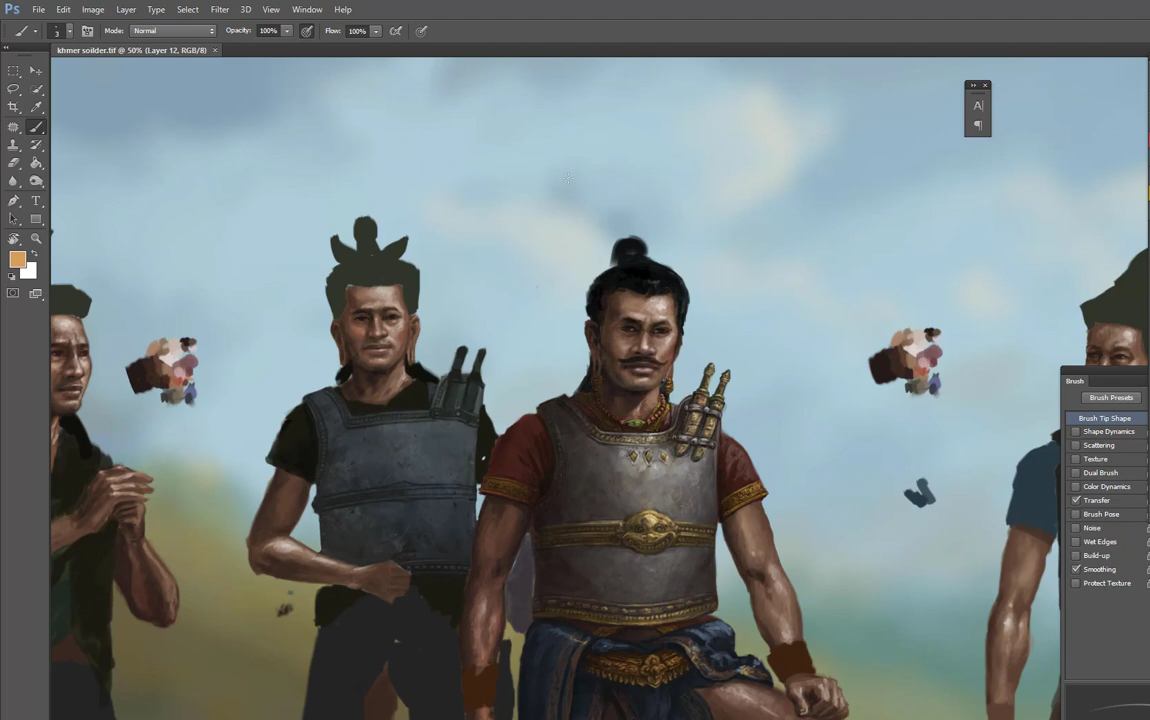 Ps File Edit Image Layer Type Select Filter 3D View Window Help
3 Mode: Normal Opacity: 100% Flow: 100%
khmer soilder.tif @ 50% (Layer 12, RGB/8) ×
A
T
Brush
Brush Presets
Brush Tip Shape
Shape Dynamics
Scattering
Texture
Dual Brush
Color Dynamics
Transfer
Brush Pose
Noise
Wet Edges
Build-up
Smoothing
Protect Texture